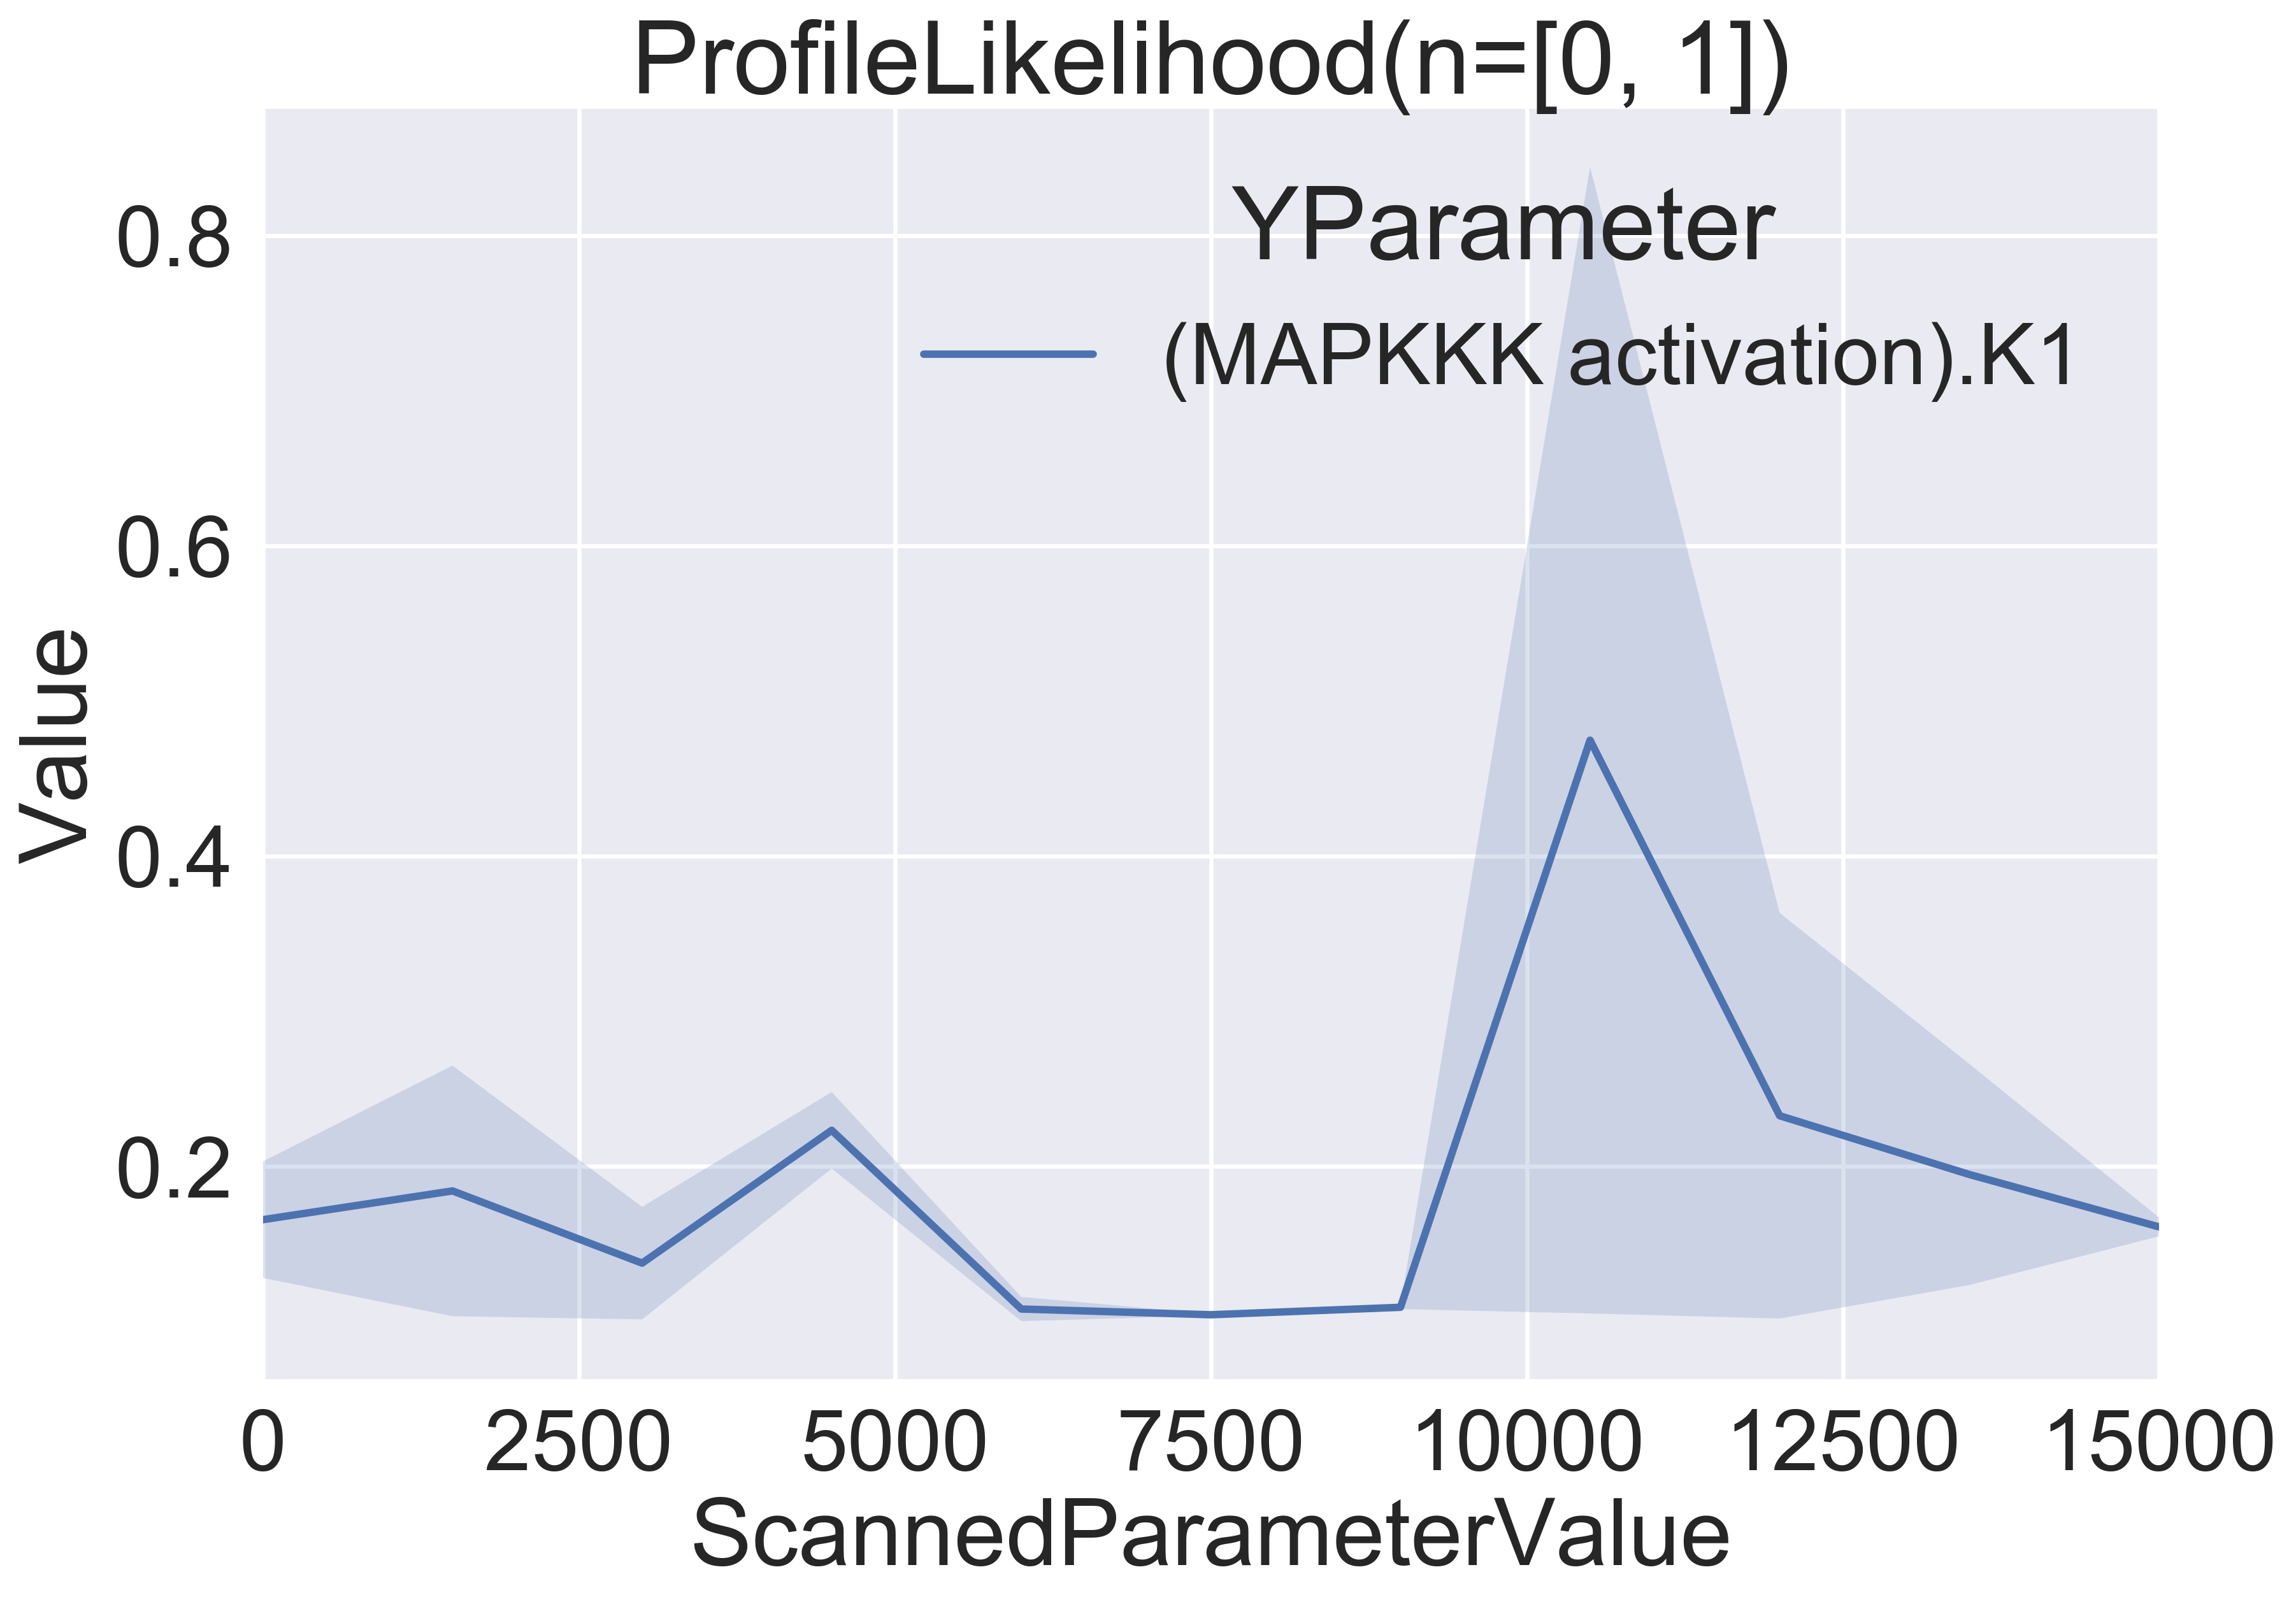 ProfileLikelihood(n=[0, 1])
YParameter
(MAPKKK activation).K1
Value
0.8
0.6
0.4
0.2
0 2500 5000 7500 10000 12500 15000
ScannedParameterValue